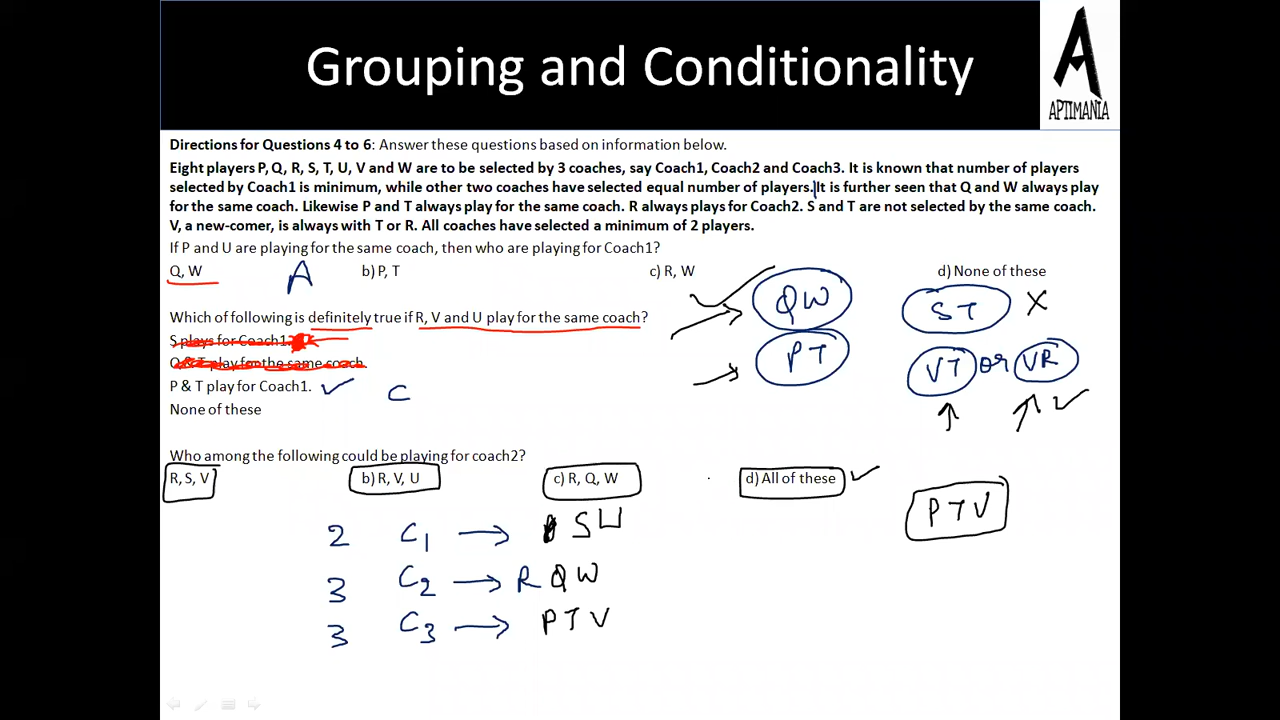 Grouping and Conditionality
A
APTIMANIA
Directions for Questions 4 to 6: Answer these questions based on information below.
Eight players P, Q, R, S, T, U, V and W are to be selected by 3 coaches, say Coach1, Coach2 and Coach3. It is known that number of players
selected by Coach1 is minimum, while other two coaches have selected equal number of players. It is further seen that Q and W always play
for the same coach. Likewise P and T always play for the same coach. R always plays for Coach2. S and T are not selected by the same coach.
V, a new-comer, is always with T or R. All coaches have selected a minimum of 2 players.
If P and U are playing for the same coach, then who are playing for Coach1?
Q, W A b) P, T c) R, W d) None of these
QW ST X
Which of following is definitely true if R, V and U play for the same coach?
S plays for Coach1.
Q & T play for the same coach.
PT VT or VR
P & T play for Coach1. C
None of these
Who among the following could be playing for coach2?
R, S, V b) R, V, U c) R, Q, W d) All of these
PTV
2 C1 → SU
3 C2 → R QW
3 C3 → PTV